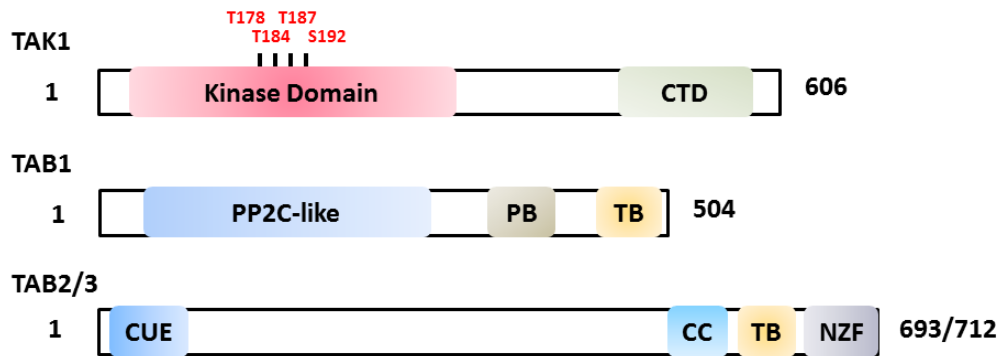 T178 T187
T184 S192
TAK1
1 Kinase Domain CTD 606
TAB1
1 PP2C-like PB TB 504
TAB2/3
1 CUE CC TB NZF 693/712